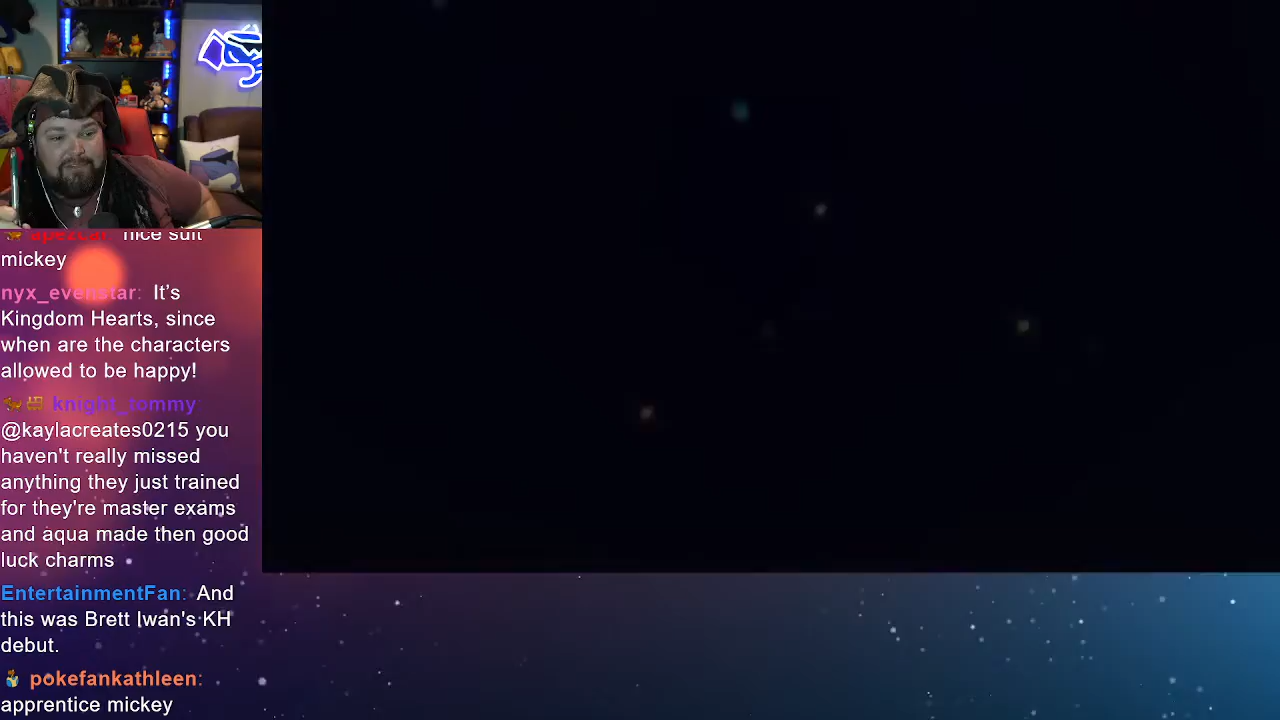 apezcat: nice suit
mickey
nyx_evenstar: It’s
Kingdom Hearts, since
when are the characters
allowed to be happy!
knight_tommy:
@kaylacreates0215 you
haven't really missed
anything they just trained
for they're master exams
and aqua made then good
luck charms
EntertainmentFan: And
this was Brett Iwan's KH
debut.
pokefankathleen:
apprentice mickey